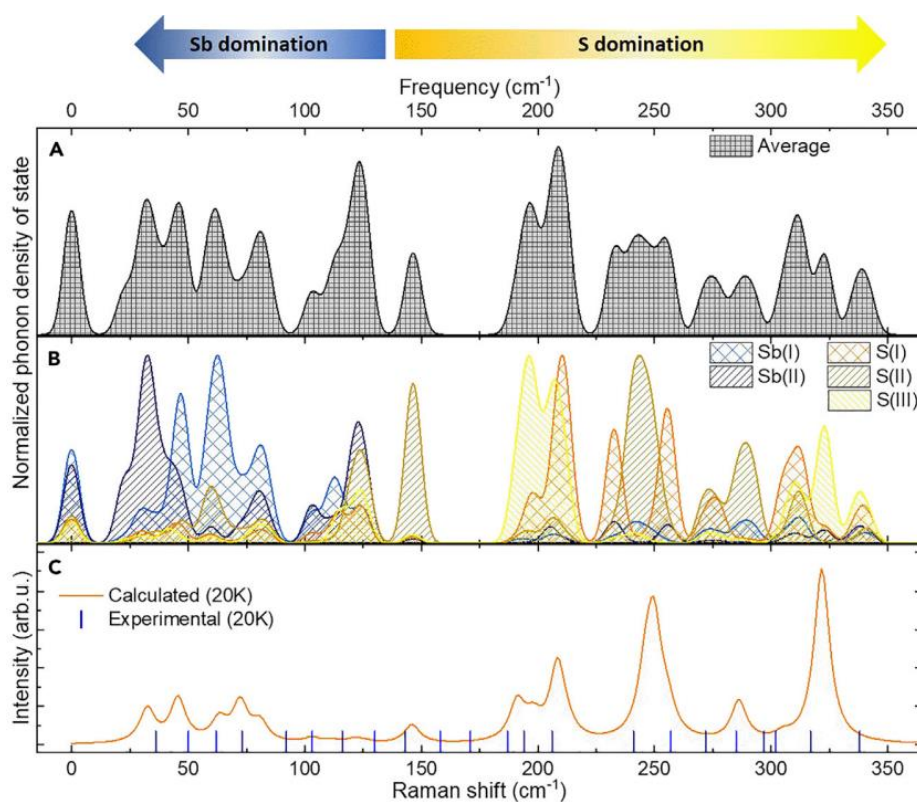 Sb domination
S domination
Frequency (cm⁻¹)
0 50 100 150 200 250 300 350
A
Average
Normalized phonon density of state
B
Sb(I) S(I)
Sb(II) S(II)
S(III)
C
Calculated (20K)
Experimental (20K)
Intensity (arb.u.)
0 50 100 150 200 250 300 350
Raman shift (cm⁻¹)